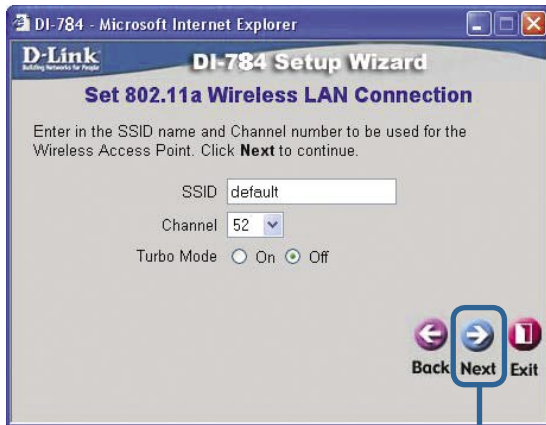 DI-784 - Microsoft Internet Explorer
D-Link
Building Networks for People
DI-784 Setup Wizard
Set 802.11a Wireless LAN Connection
Enter in the SSID name and Channel number to be used for the
Wireless Access Point. Click Next to continue.
SSID default
Channel 52
Turbo Mode On Off
Back Next Exit